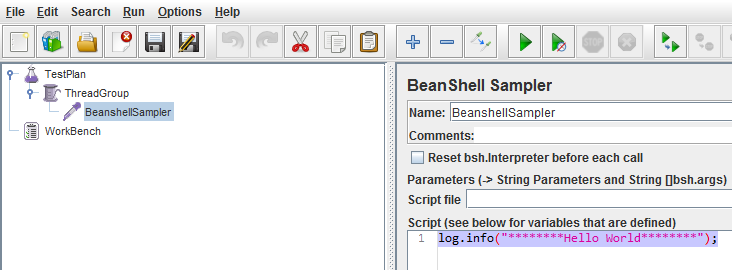 File Edit Search Run Options Help
TestPlan
ThreadGroup
BeanshellSampler
WorkBench
BeanShell Sampler
Name: BeanshellSampler
Comments:
Reset bsh.Interpreter before each call
Parameters (-> String Parameters and String []bsh.args)
Script file
Script (see below for variables that are defined)
1 log.info("********Hello World********");